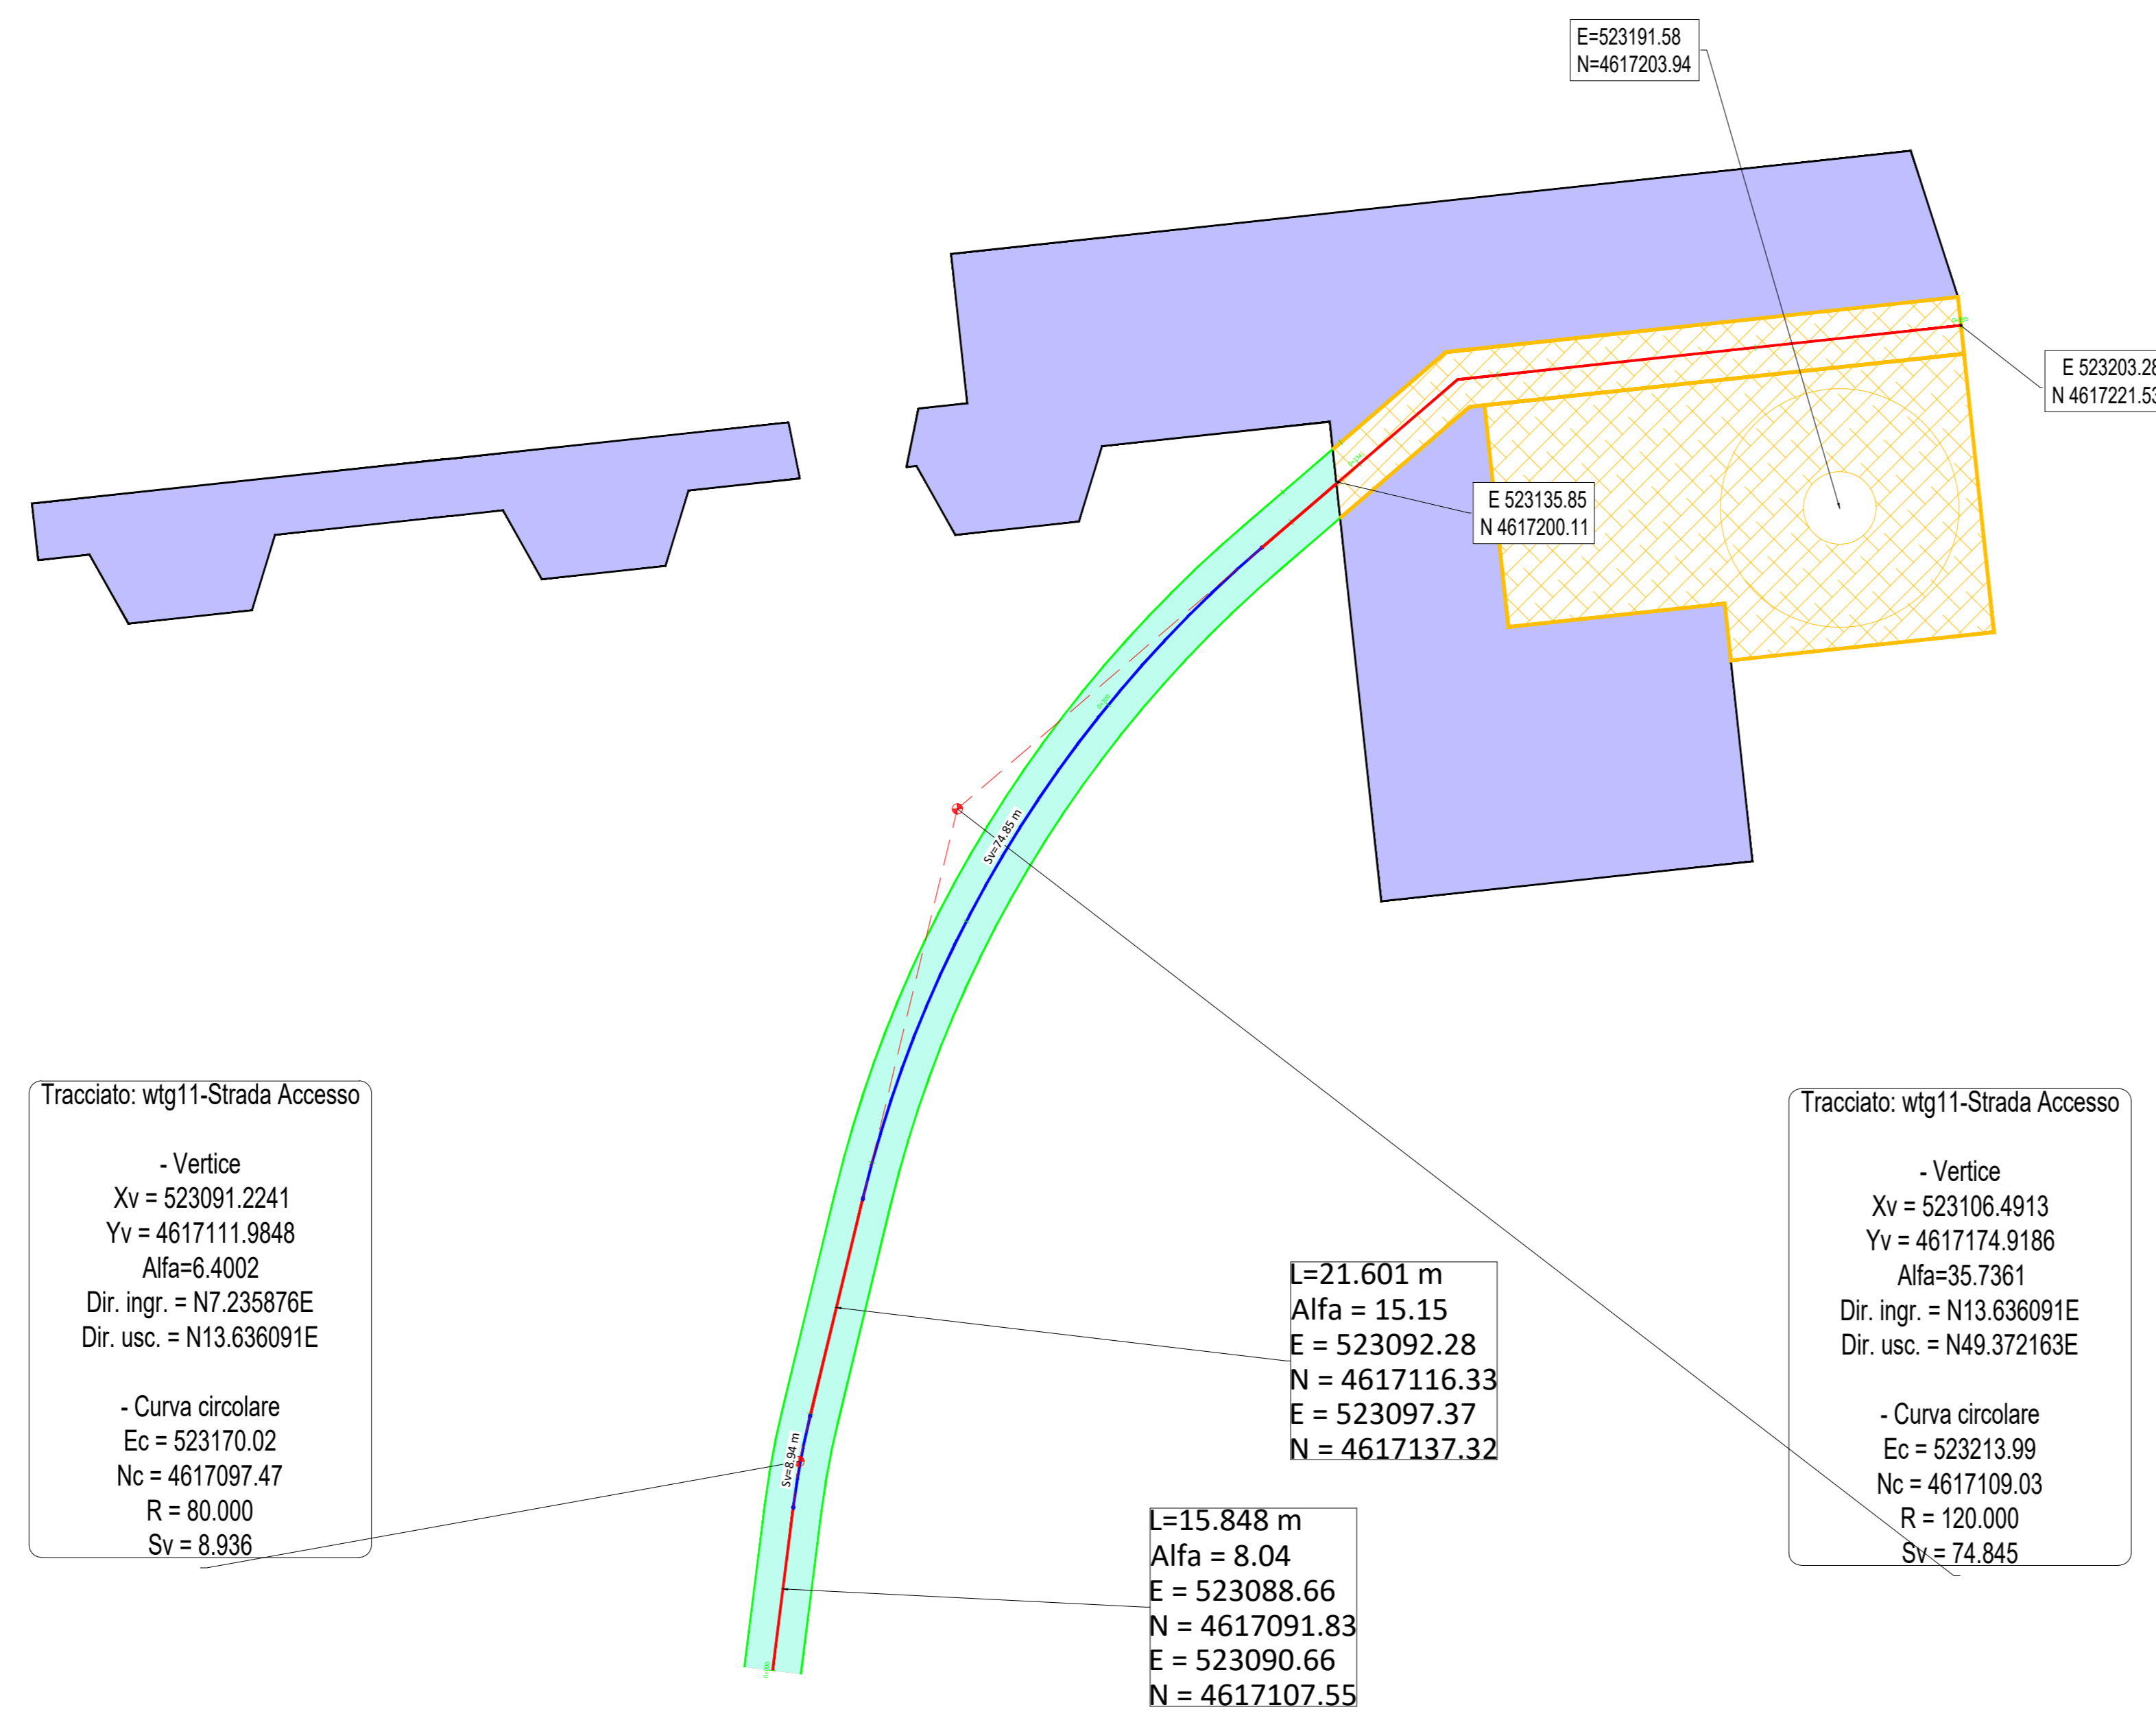 E=523191.58
N=4617203.94
E 523203.28
N 4617221.53
E 523135.85
N 4617200.11
Sv=74.85 m
Tracciato: wtg11-Strada Accesso
- Vertice
Xv = 523091.2241
Yv = 4617111.9848
Alfa=6.4002
Dir. ingr. = N7.235876E
Dir. usc. = N13.636091E
- Curva circolare
Ec = 523170.02
Nc = 4617097.47
R = 80.000
Sv = 8.936
Tracciato: wtg11-Strada Accesso
- Vertice
Xv = 523106.4913
Yv = 4617174.9186
Alfa=35.7361
Dir. ingr. = N13.636091E
Dir. usc. = N49.372163E
- Curva circolare
Ec = 523213.99
Nc = 4617109.03
R = 120.000
Sv = 74.845
L=21.601 m
Alfa = 15.15
E = 523092.28
N = 4617116.33
E = 523097.37
N = 4617137.32
Sv=8.94 m
L=15.848 m
Alfa = 8.04
E = 523088.66
N = 4617091.83
E = 523090.66
N = 4617107.55